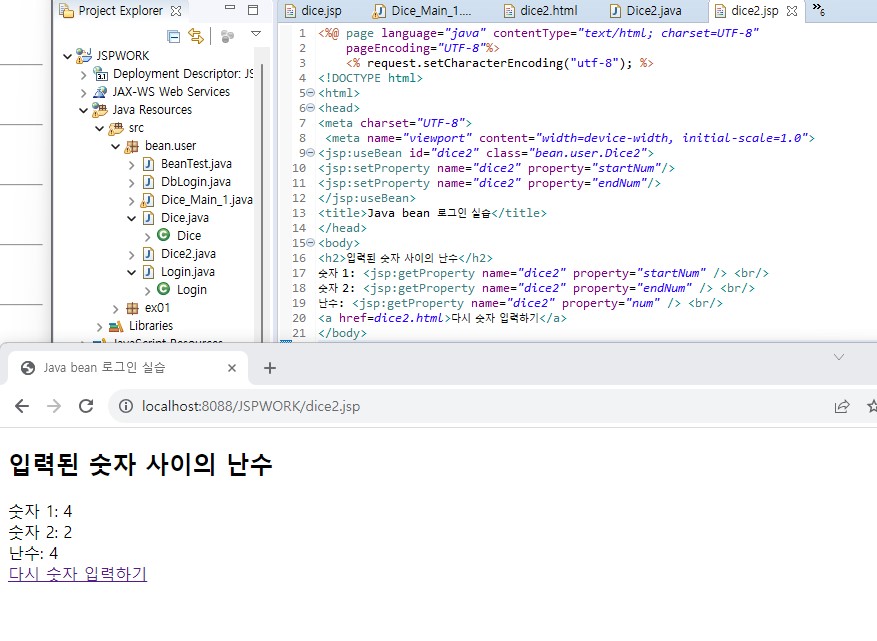 Project Explorer
JSPWORK
Deployment Descriptor: JS
JAX-WS Web Services
Java Resources
src
bean.user
BeanTest.java
DbLogin.java
Dice_Main_1.java
Dice.java
Dice
Dice2.java
Login.java
Login
ex01
Libraries
dice.jsp Dice_Main_1.... dice2.html Dice2.java dice2.jsp »6
1 <%@ page language="java" contentType="text/html; charset=UTF-8"
2 pageEncoding="UTF-8"%>
3 <% request.setCharacterEncoding("utf-8"); %>
4 <!DOCTYPE html>
5 <html>
6 <head>
7 <meta charset="UTF-8">
8 <meta name="viewport" content="width=device-width, initial-scale=1.0">
9 <jsp:useBean id="dice2" class="bean.user.Dice2">
10 <jsp:setProperty name="dice2" property="startNum"/>
11 <jsp:setProperty name="dice2" property="endNum"/>
12 </jsp:useBean>
13 <title>Java bean 로그인 실습</title>
14 </head>
15 <body>
16 <h2>입력된 숫자 사이의 난수</h2>
17 숫자 1: <jsp:getProperty name="dice2" property="startNum" /> <br/>
18 숫자 2: <jsp:getProperty name="dice2" property="endNum" /> <br/>
19 난수: <jsp:getProperty name="dice2" property="num" /> <br/>
20 <a href=dice2.html>다시 숫자 입력하기</a>
21 </body>
Java bean 로그인 실습
localhost:8088/JSPWORK/dice2.jsp
입력된 숫자 사이의 난수
숫자 1: 4
숫자 2: 2
난수: 4
다시 숫자 입력하기